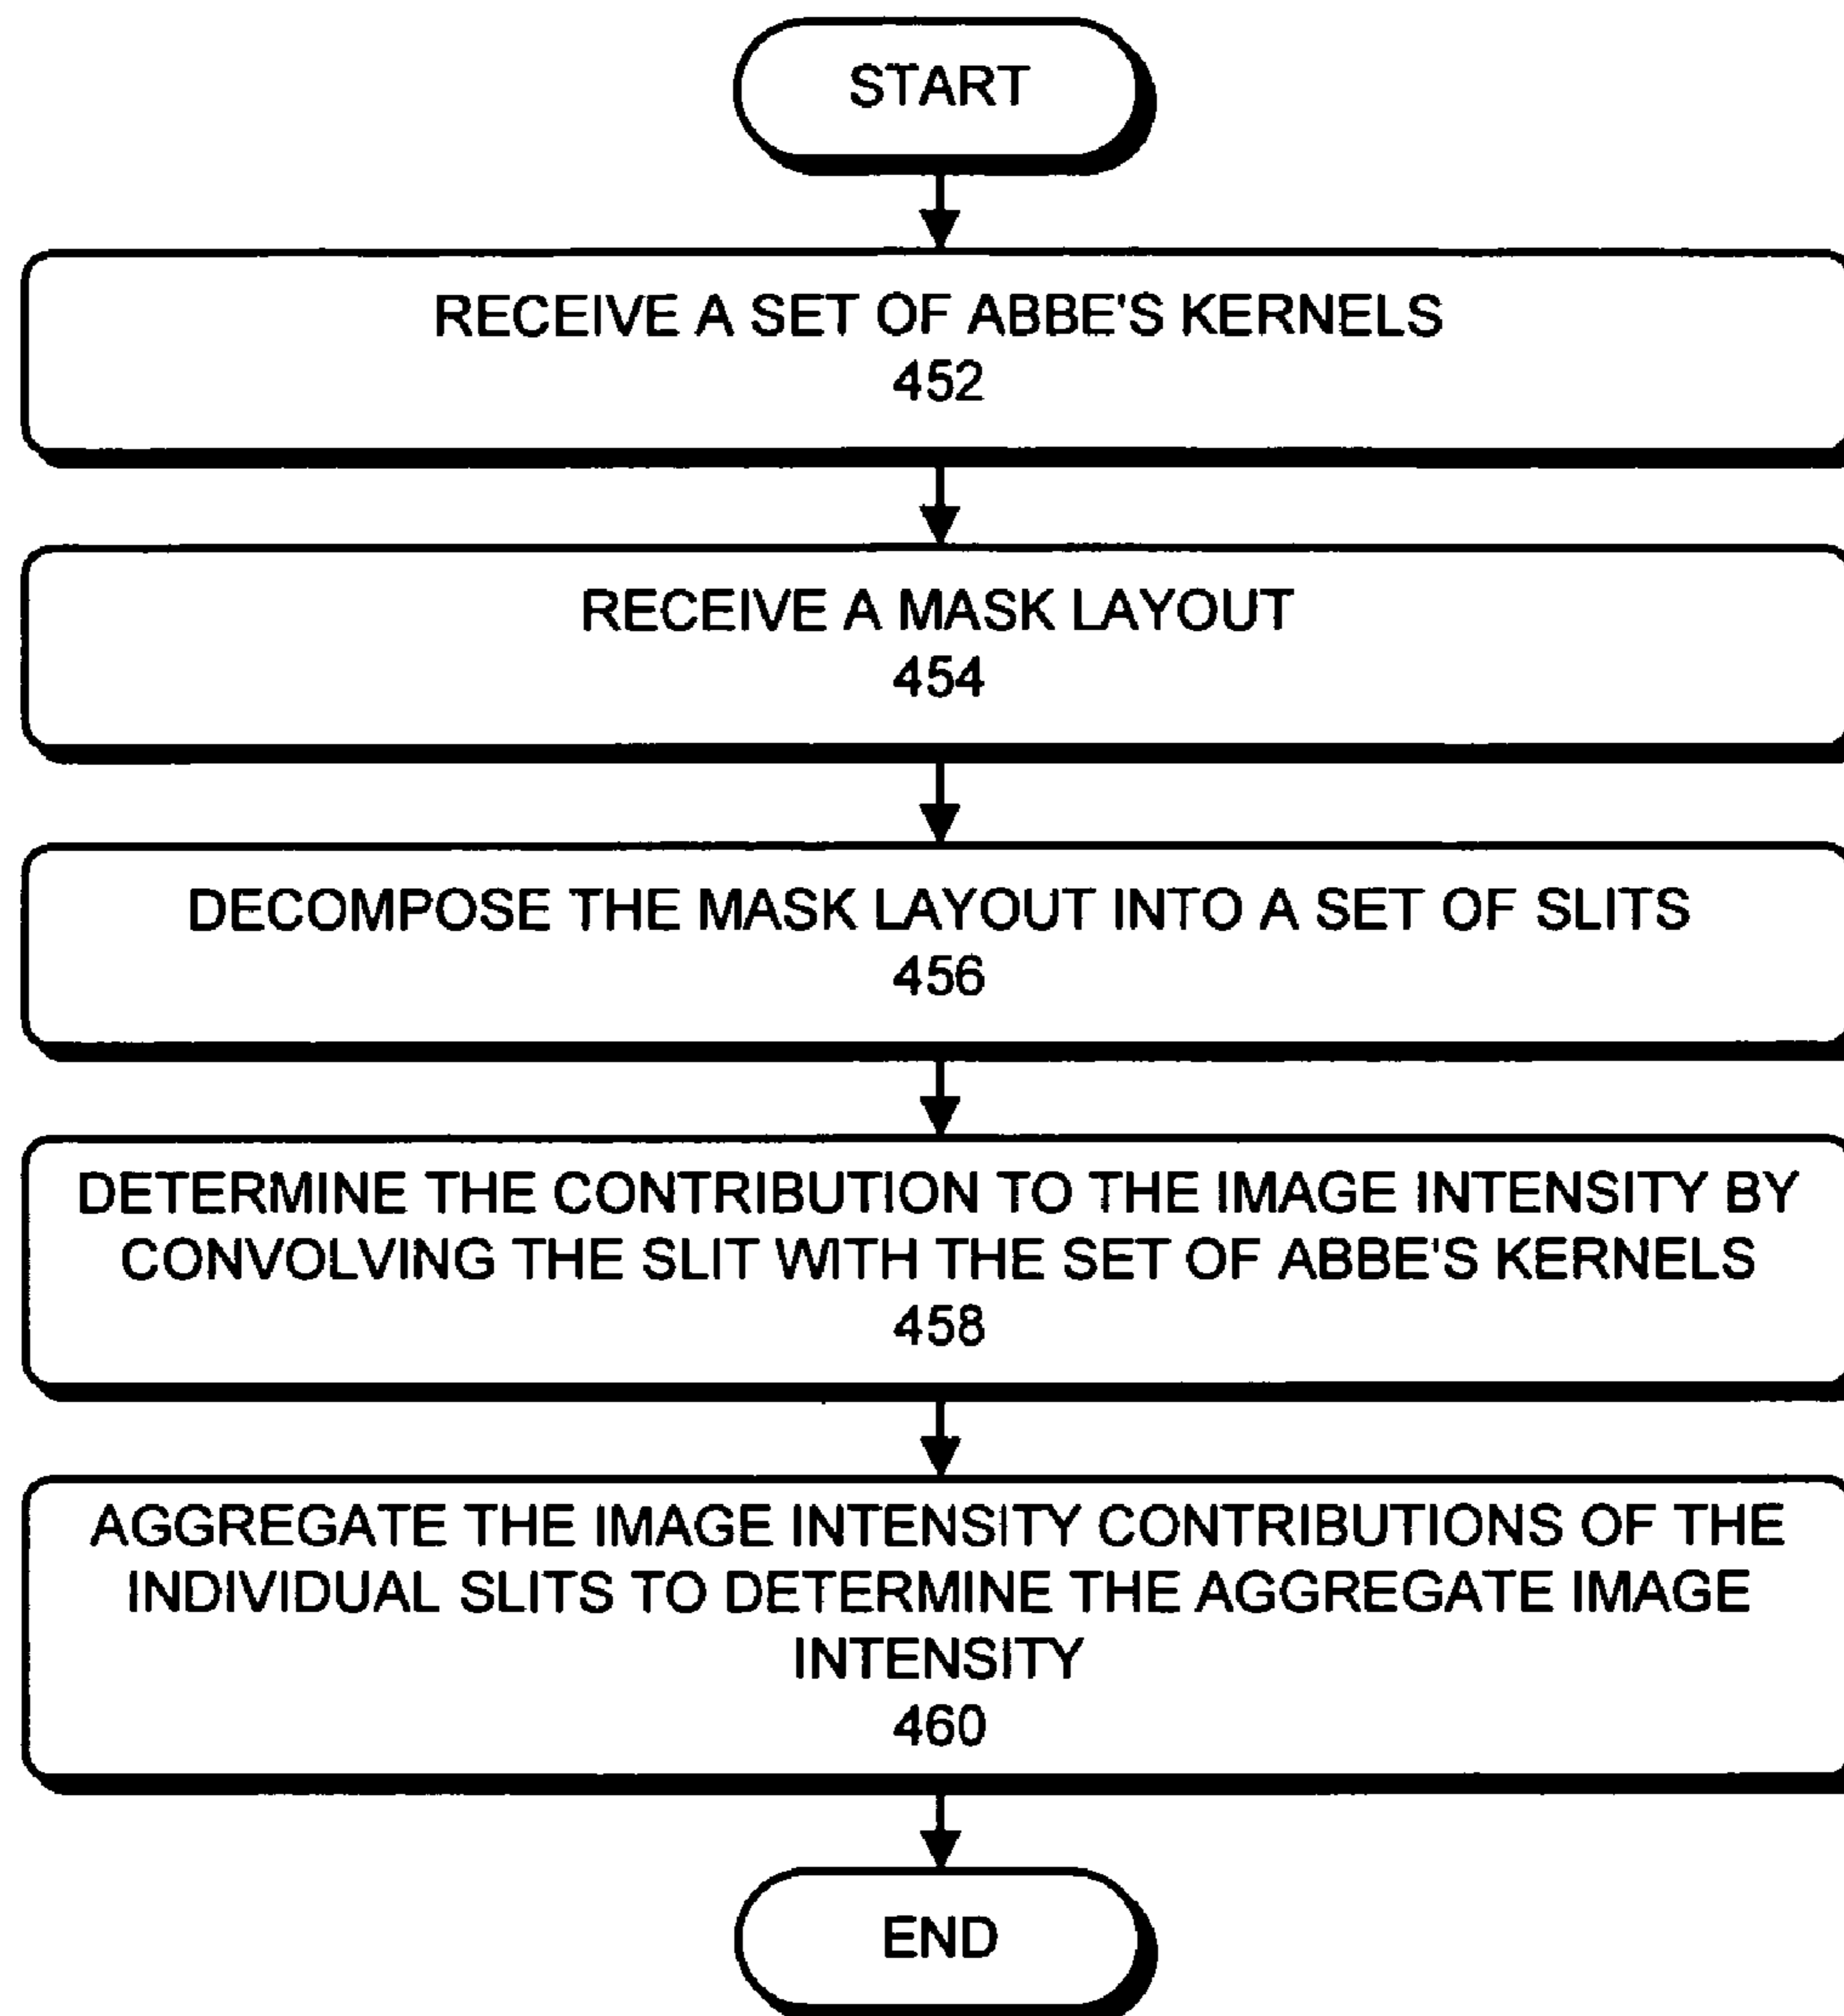 START
RECEIVE A SET OF ABBE'S KERNELS
452
RECEIVE A MASK LAYOUT
454
DECOMPOSE THE MASK LAYOUT INTO A SET OF SLITS
456
DETERMINE THE CONTRIBUTION TO THE IMAGE INTENSITY BY
CONVOLVING THE SLIT WITH THE SET OF ABBE'S KERNELS
458
AGGREGATE THE IMAGE INTENSITY CONTRIBUTIONS OF THE
INDIVIDUAL SLITS TO DETERMINE THE AGGREGATE IMAGE
INTENSITY
460
END